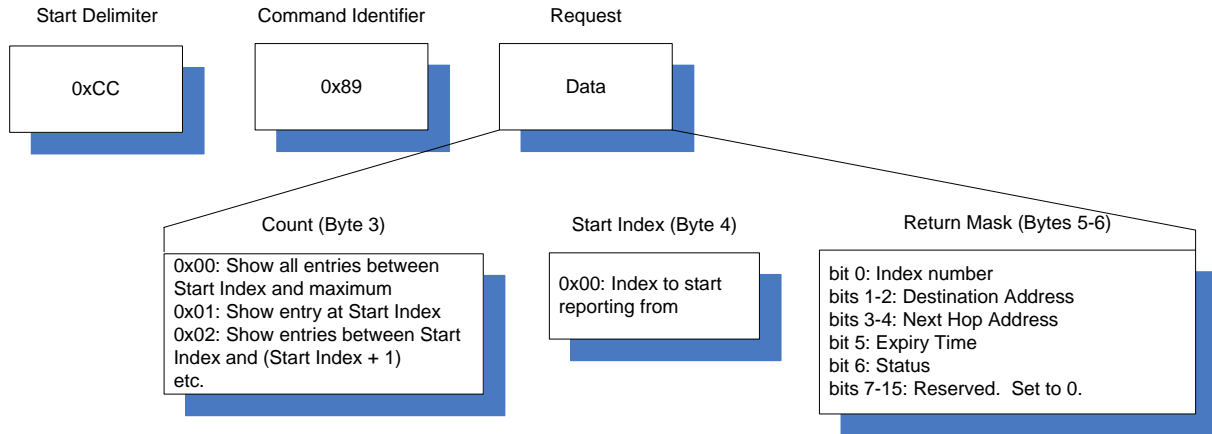 Start Delimiter
Command Identifier
Request
0xCC
0x89
Data
Count (Byte 3)
0x00: Show all entries between
Start Index and maximum
0x01: Show entry at Start Index
0x02: Show entries between Start
Index and (Start Index + 1)
etc.
Start Index (Byte 4)
0x00: Index to start
reporting from
Return Mask (Bytes 5-6)
bit 0: Index number
bits 1-2: Destination Address
bits 3-4: Next Hop Address
bit 5: Expiry Time
bit 6: Status
bits 7-15: Reserved.  Set to 0.